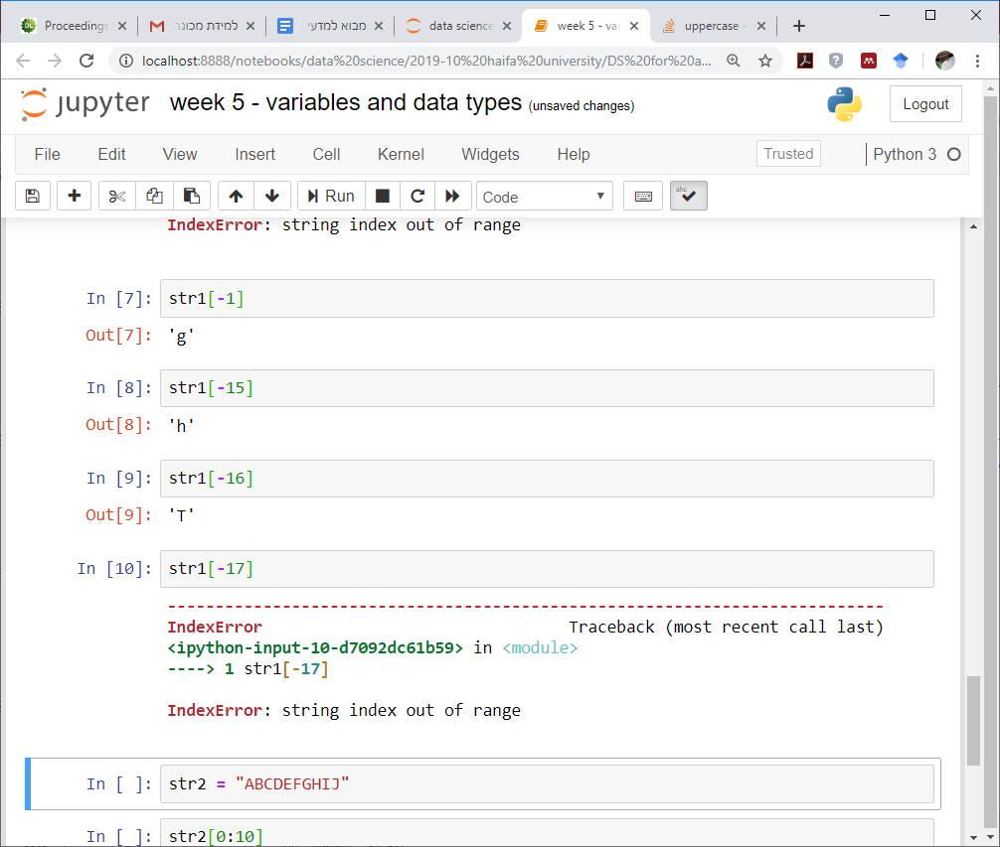 Proceedings
למידת מכונה
מבוא למדעי
data science
week 5 - var
uppercase -
localhost:8888/notebooks/data%20science/2019-10%20haifa%20university/DS%20for%20a...
jupyter week 5 - variables and data types (unsaved changes)
Logout
File Edit View Insert Cell Kernel Widgets Help
Trusted
Python 3
Run
Code
abc
IndexError: string index out of range
In [7]: str1[-1]
Out[7]: 'g'
In [8]: str1[-15]
Out[8]: 'h'
In [9]: str1[-16]
Out[9]: 'T'
In [10]: str1[-17]
---------------------------------------------------------------------------
IndexError Traceback (most recent call last)
<ipython-input-10-d7092dc61b59> in <module>
----> 1 str1[-17]
IndexError: string index out of range
In [ ]: str2 = "ABCDEFGHIJ"
In [ ]: str2[0:10]